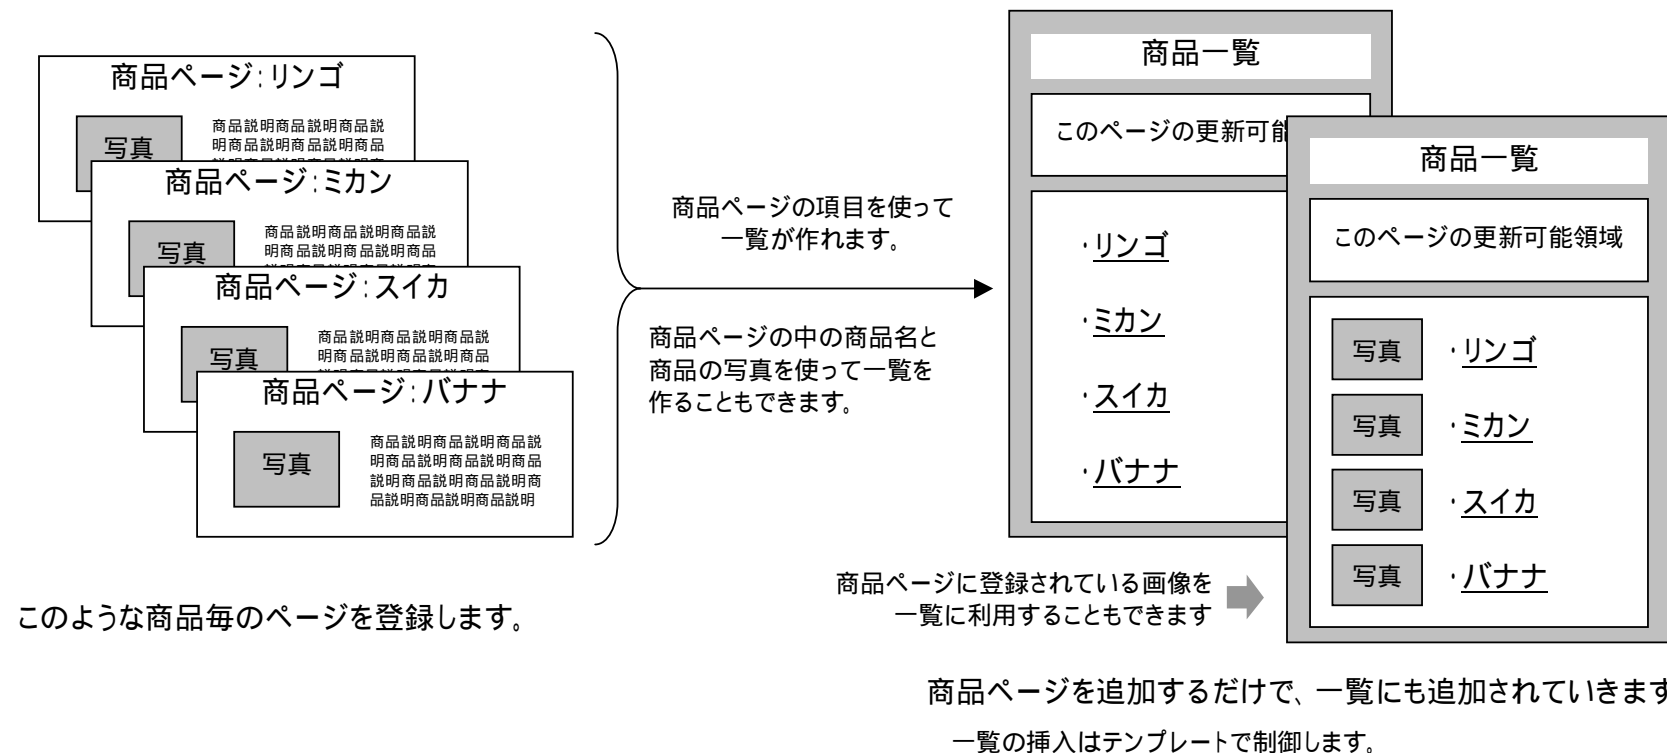 商品ページ:リンゴ
写真
商品説明商品説明商品説
明商品説明商品説明商品
商品ページ:ミカン
写真
商品説明商品説明商品説
明商品説明商品説明商品
商品ページ:スイカ
写真
商品説明商品説明商品説
明商品説明商品説明商品
商品ページ:バナナ
写真
商品説明商品説明商品説
明商品説明商品説明商品
説明商品説明商品説明商
品説明商品説明商品説明
このような商品毎のページを登録します。
商品ページの項目を使って
一覧が作れます。
商品ページの中の商品名と
商品の写真を使って一覧を
作ることもできます。
商品一覧
このページの更新可能
・リンゴ
・ミカン
・スイカ
・バナナ
商品一覧
このページの更新可能領域
写真 ・リンゴ
写真 ・ミカン
写真 ・スイカ
写真 ・バナナ
商品ページに登録されている画像を
一覧に利用することもできます
商品ページを追加するだけで、一覧にも追加されていきます
一覧の挿入はテンプレートで制御します。